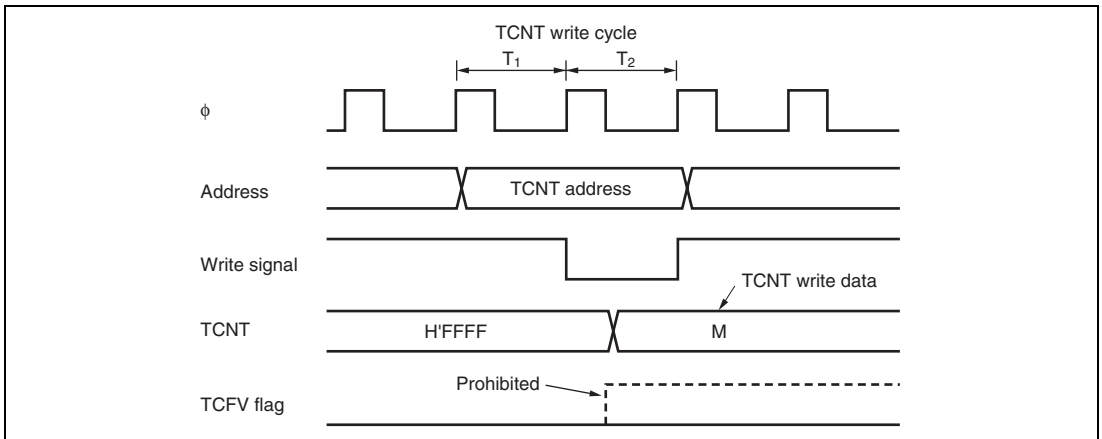 TCNT write cycle
T1 T2
φ
Address
TCNT address
Write signal
TCNT write data
TCNT
H'FFFF
M
Prohibited
TCFV flag